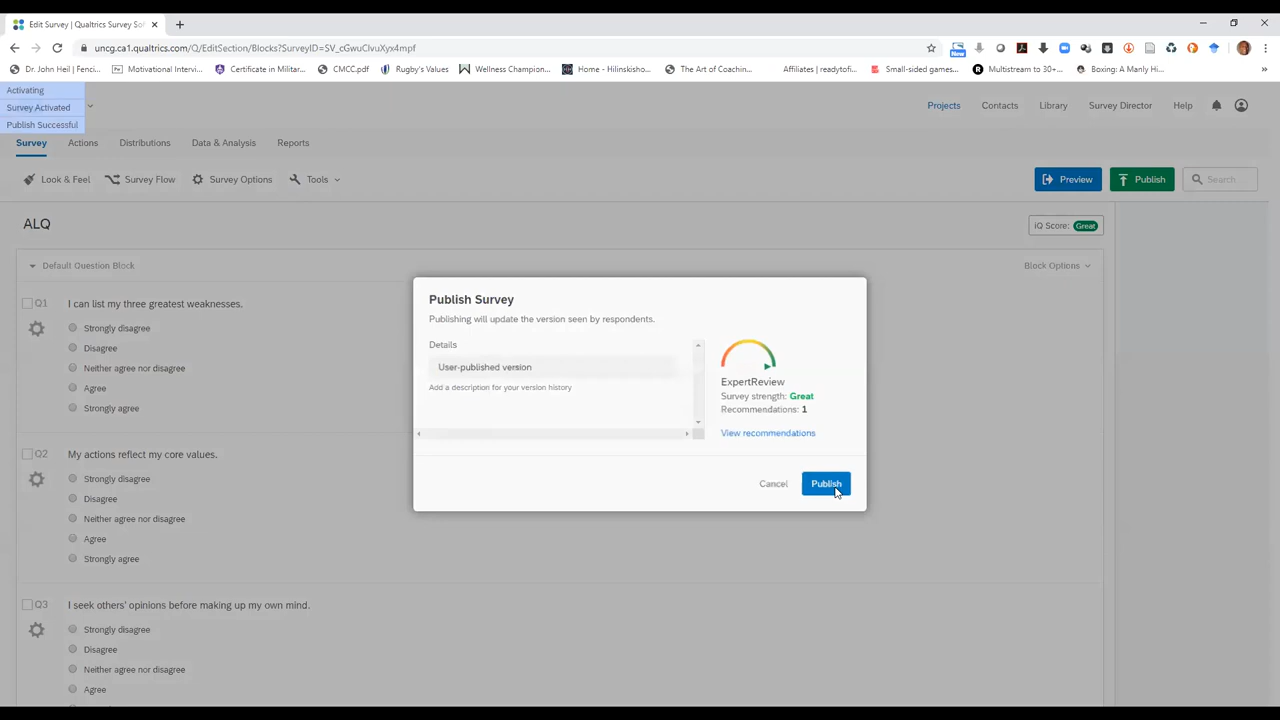 Edit Survey | Qualtrics Survey So
uncg.ca1.qualtrics.com/Q/EditSection/Blocks?SurveyID=SV_cGwuClvuXyx4mpf
New
Dr. John Heil | Fenci...
Motivational Intervi...
Certificate in Militar...
CMCC.pdf
Rugby's Values
Wellness Champion...
Home - Hilinskisho...
The Art of Coachin...
Affiliates | readytofi...
Small-sided games...
Multistream to 30+...
Boxing: A Manly Hi...
Activating
Survey Activated
Publish Successful
Projects
Contacts
Library
Survey Director
Help
Survey
Actions
Distributions
Data & Analysis
Reports
Look & Feel
Survey Flow
Survey Options
Tools
Preview
Publish
Search...
ALQ
iQ Score: Great
Default Question Block
Block Options
Q1
I can list my three greatest weaknesses.
Strongly disagree
Disagree
Neither agree nor disagree
Agree
Strongly agree
Q2
My actions reflect my core values.
Strongly disagree
Disagree
Neither agree nor disagree
Agree
Strongly agree
Q3
I seek others' opinions before making up my own mind.
Strongly disagree
Disagree
Neither agree nor disagree
Agree
Publish Survey
Publishing will update the version seen by respondents.
Details
User-published version
Add a description for your version history
ExpertReview
Survey strength: Great
Recommendations: 1
View recommendations
Cancel
Publish